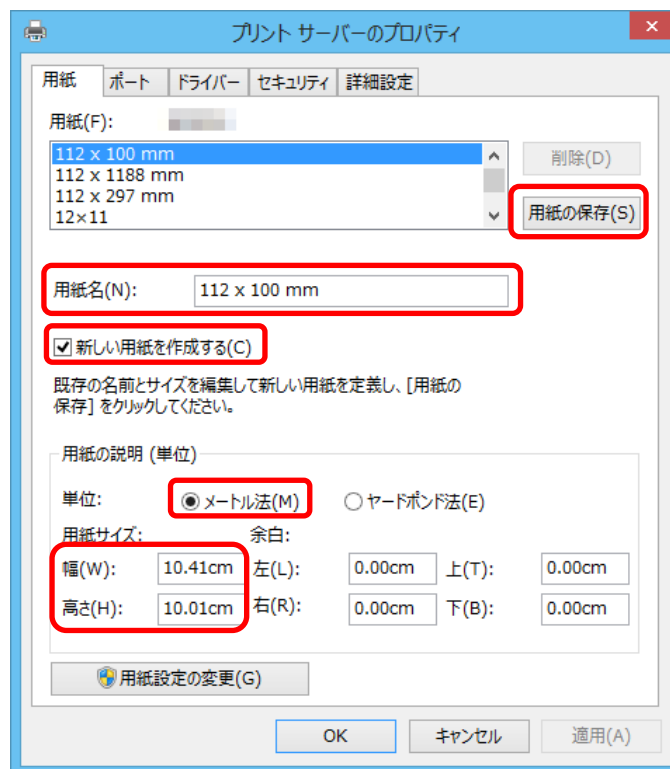 プリント サーバーのプロパティ
用紙 ポート ドライバー セキュリティ 詳細設定
用紙(F):
112 x 100 mm
112 x 1188 mm
112 x 297 mm
12×11
削除(D)
用紙の保存(S)
用紙名(N): 112 x 100 mm
新しい用紙を作成する(C)
既存の名前とサイズを編集して新しい用紙を定義し、[用紙の
保存] をクリックしてください。
用紙の説明 (単位)
単位: メートル法(M) ヤードポンド法(E)
用紙サイズ: 余白:
幅(W): 10.41cm 左(L): 0.00cm 上(T): 0.00cm
高さ(H): 10.01cm 右(R): 0.00cm 下(B): 0.00cm
用紙設定の変更(G)
OK キャンセル 適用(A)